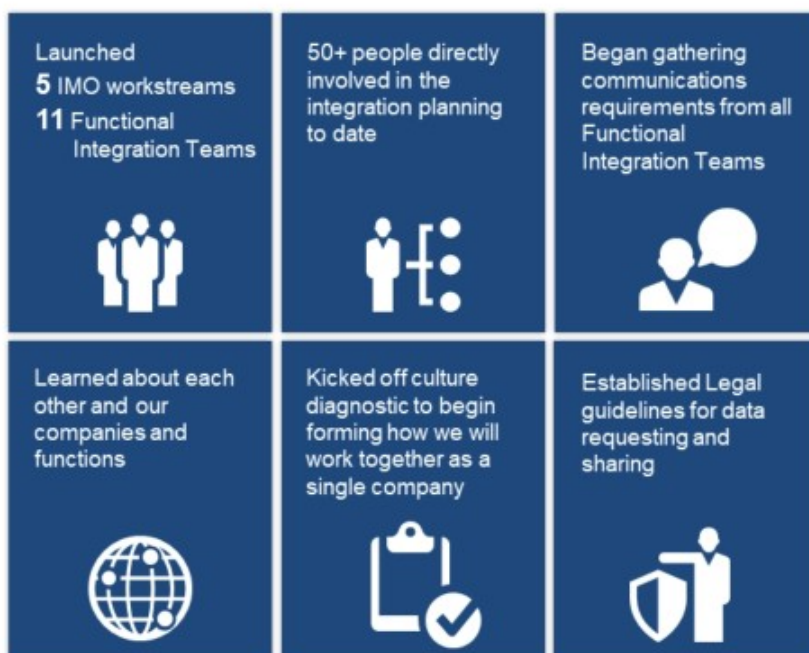 Launched
5 IMO workstreams
11 Functional
Integration Teams
50+ people directly
involved in the
integration planning
to date
Began gathering
communications
requirements from all
Functional
Integration Teams
Learned about each
other and our
companies and
functions
Kicked off culture
diagnostic to begin
forming how we will
work together as a
single company
Established Legal
guidelines for data
requesting and
sharing